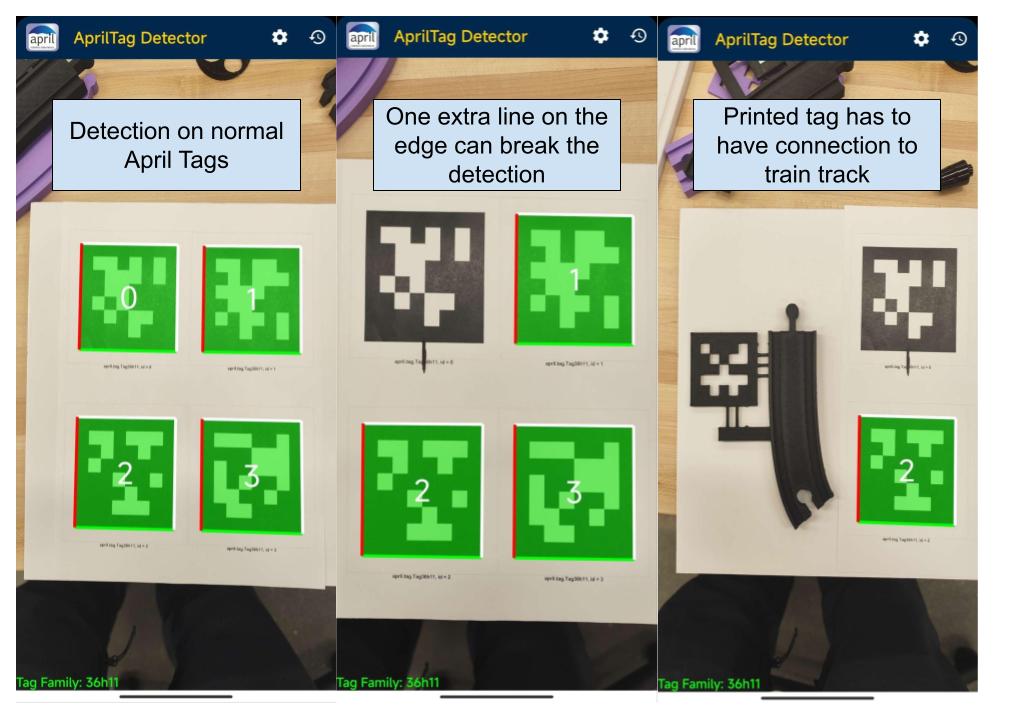 april
AprilTag Detector
Detection on normal
April Tags
0
1
april.tag.Tag36h11, id = 0
april.tag.Tag36h11, id = 1
2
3
april.tag.Tag36h11, id = 2
april.tag.Tag36h11, id = 3
Tag Family: 36h11
april
AprilTag Detector
One extra line on the
edge can break the
detection
1
april.tag.Tag36h11, id = 0
april.tag.Tag36h11, id = 1
2
3
april.tag.Tag36h11, id = 2
april.tag.Tag36h11, id = 3
Tag Family: 36h11
april
AprilTag Detector
Printed tag has to
have connection to
train track
2
april.tag.Tag36h11, id = 2
Tag Family: 36h11